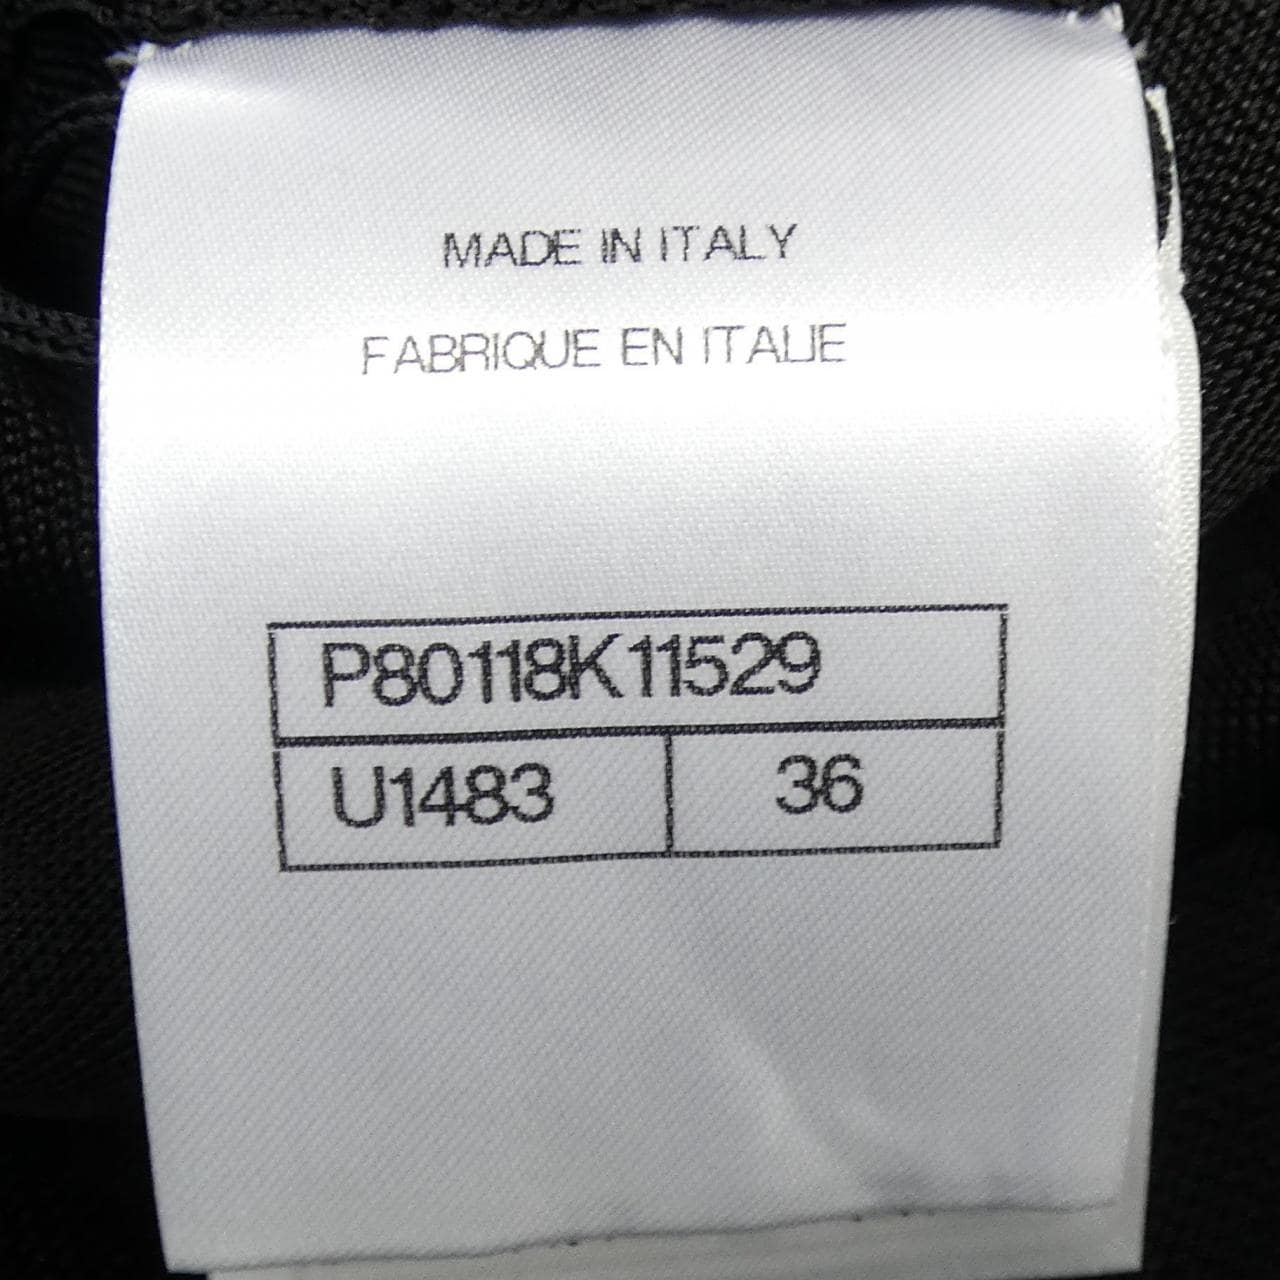 MADE IN ITALY
FABRIQUE EN ITALIE
P80118K11529
U1483 36